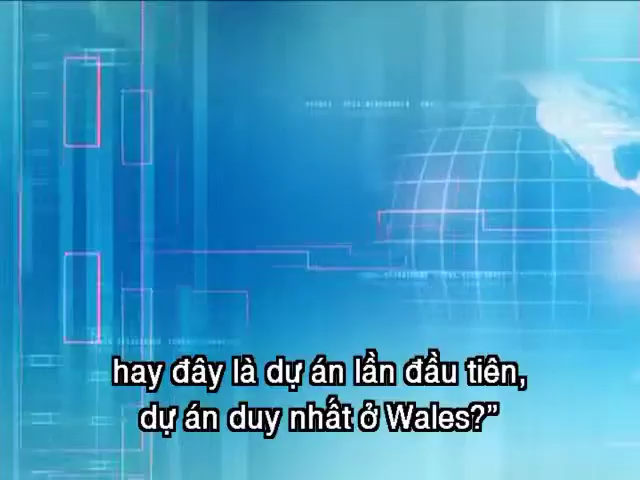 hay đây là dự án lần đầu tiên,
dự án duy nhất ở Wales?”